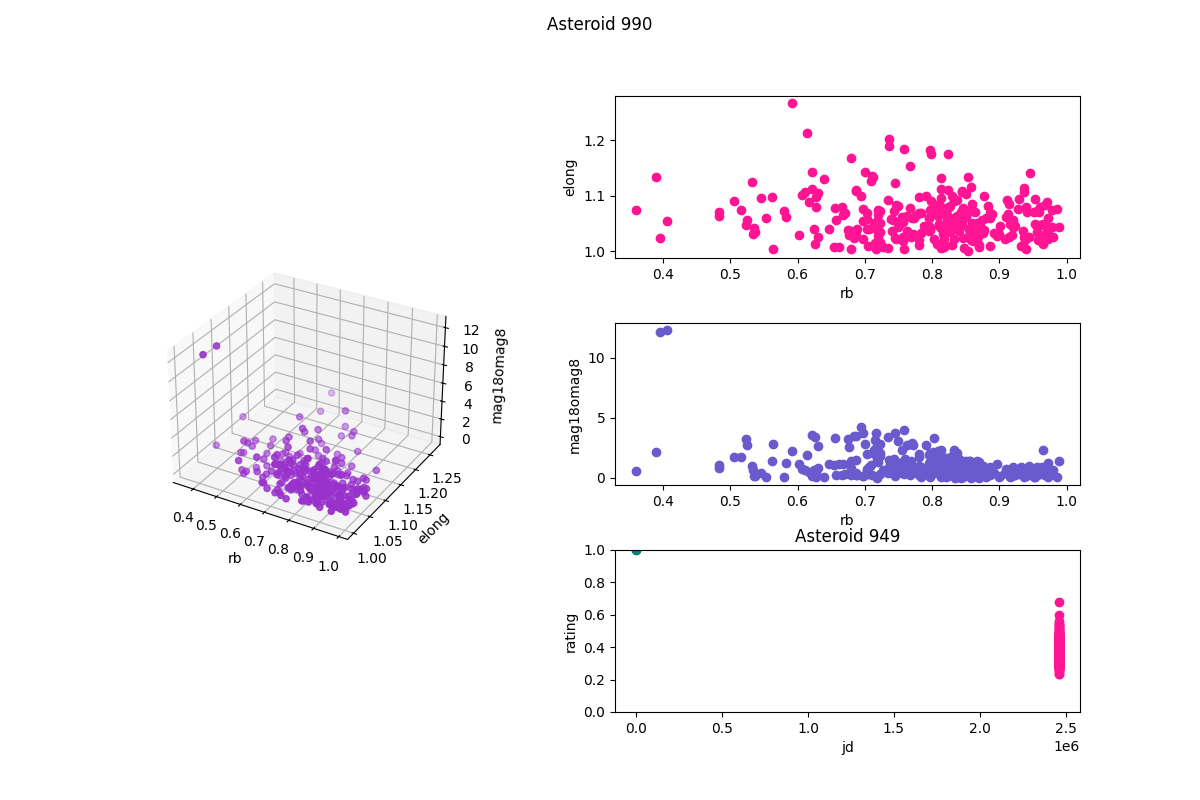 Asteroid 990
0 2 4 6 8 10 12
mag18omag8
0.4 0.5 0.6 0.7 0.8 0.9 1.0
rb
1.00 1.05 1.10 1.15 1.20 1.25
elong
1.2
1.1
1.0
elong
0.4 0.5 0.6 0.7 0.8 0.9 1.0
rb
10
5
0
mag18omag8
0.4 0.5 0.6 0.7 0.8 0.9 1.0
rb
Asteroid 949
1.0
0.8
0.6
0.4
0.2
0.0
rating
0.0 0.5 1.0 1.5 2.0 2.5
1e6
jd